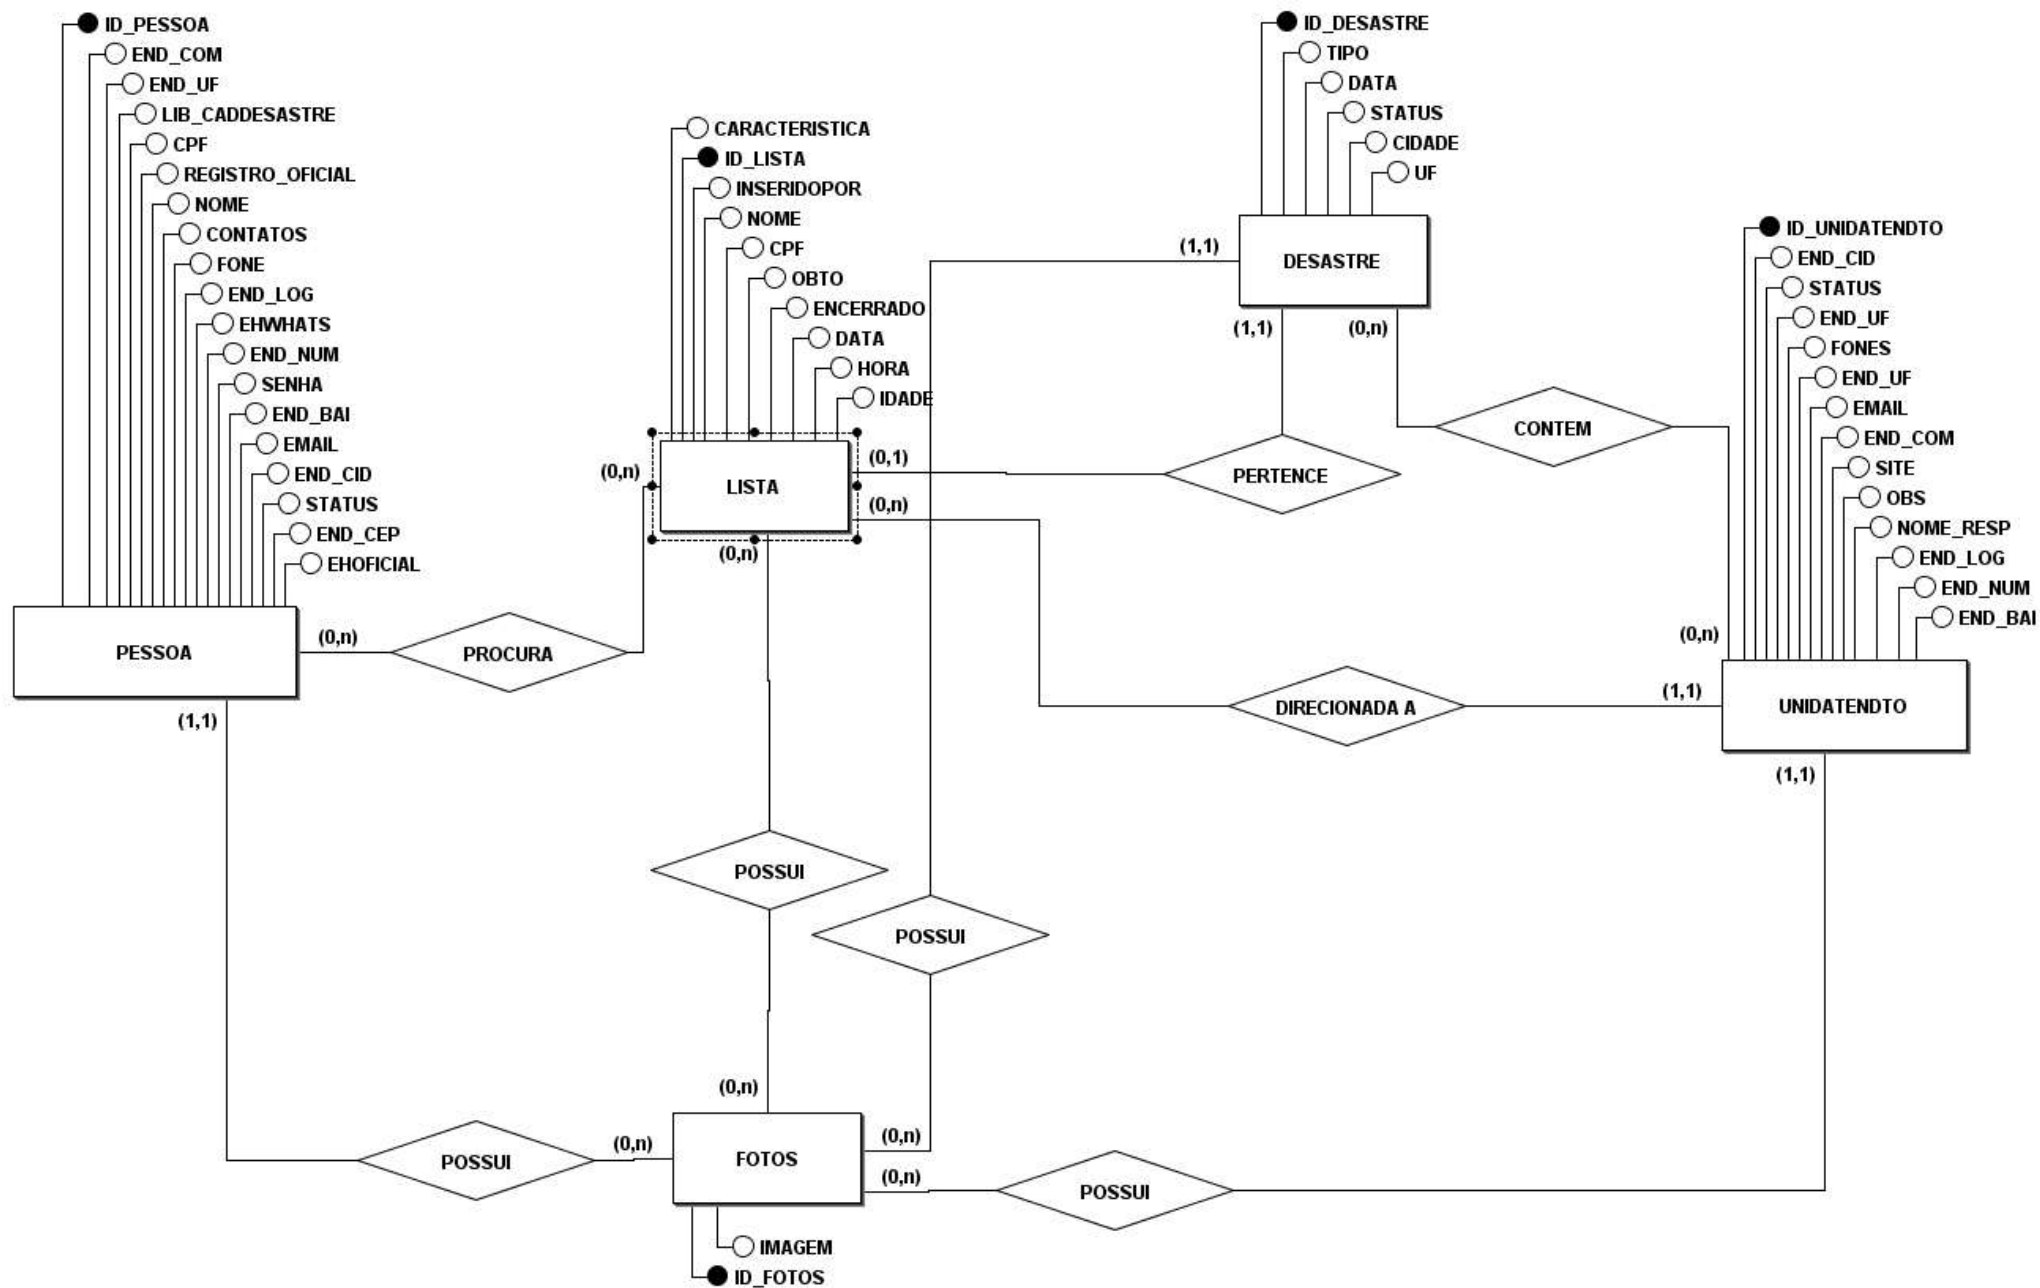 ID_PESSOA
END_COM
END_UF
LIB_CADDESASTRE
CPF
REGISTRO_OFICIAL
NOME
CONTATOS
FONE
END_LOG
EHWHATS
END_NUM
SENHA
END_BAI
EMAIL
END_CID
STATUS
END_CEP
EHOFICIAL
PESSOA
(0,n)
(1,1)
PROCURA
CARACTERISTICA
ID_LISTA
INSERIDOPOR
NOME
CPF
OBTO
ENCERRADO
DATA
HORA
IDADE
(0,n)
LISTA
(0,1)
(0,n)
(0,n)
ID_DESASTRE
TIPO
DATA
STATUS
CIDADE
UF
(1,1)
DESASTRE
(1,1)
(0,n)
CONTEM
PERTENCE
ID_UNIDATENDTO
END_CID
STATUS
END_UF
FONES
END_UF
EMAIL
END_COM
SITE
OBS
NOME_RESP
END_LOG
END_NUM
END_BAI
(0,n)
(1,1)
UNIDATENDTO
(1,1)
DIRECIONADA A
POSSUI
POSSUI
(0,n)
(0,n)
(0,n)
(0,n)
POSSUI
FOTOS
POSSUI
IMAGEM
ID_FOTOS